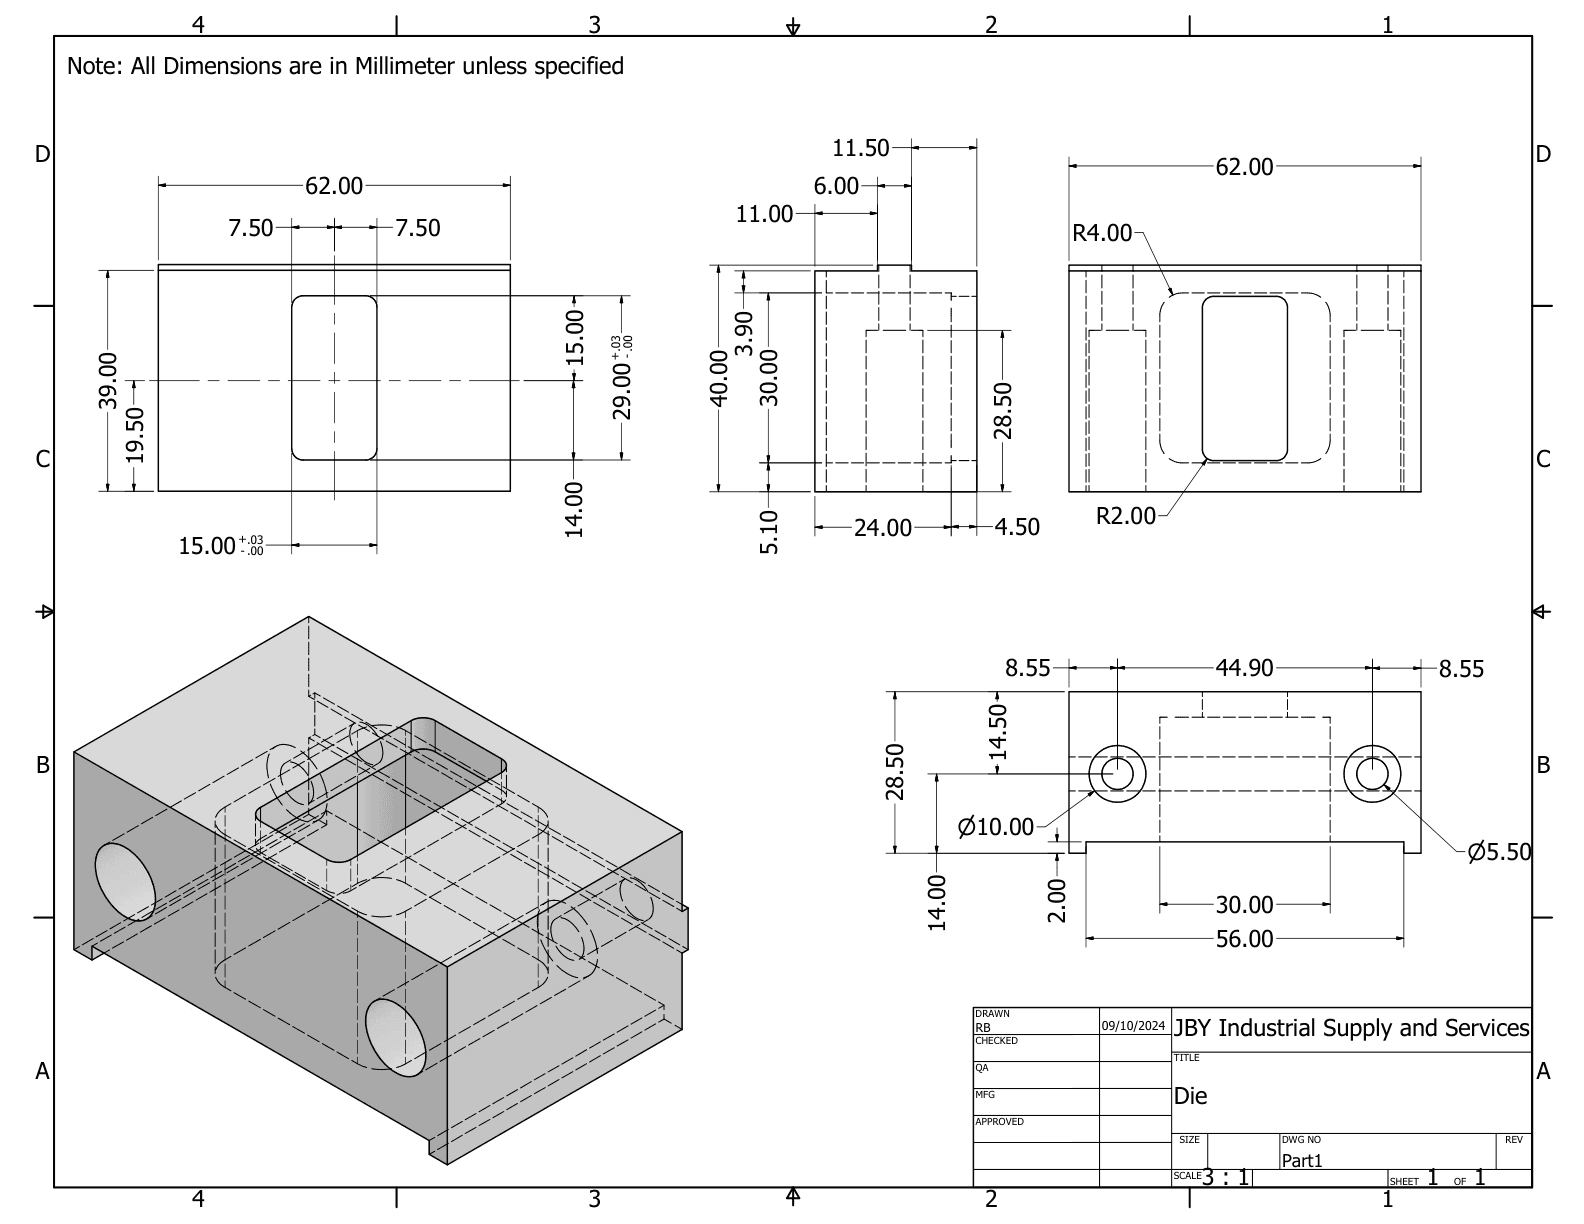 4 3 2 1
Note: All Dimensions are in Millimeter unless specified
D D
C C
B B
A A
62.00
7.50 7.50
39.00
19.50
15.00
29.00 +.03 -.00
14.00
15.00 +.03 -.00
11.50
6.00
11.00
40.00
3.90
30.00
5.10
28.50
24.00
4.50
62.00
R4.00
R2.00
8.55 44.90 8.55
28.50
14.50
14.00
2.00
Ø10.00
Ø5.50
30.00
56.00
DRAWN
RB 09/10/2024
CHECKED
QA
MFG
APPROVED
JBY Industrial Supply and Services
TITLE
Die
SIZE DWG NO REV
Part1
SCALE 3 : 1 SHEET 1 OF 1
4 3 2 1